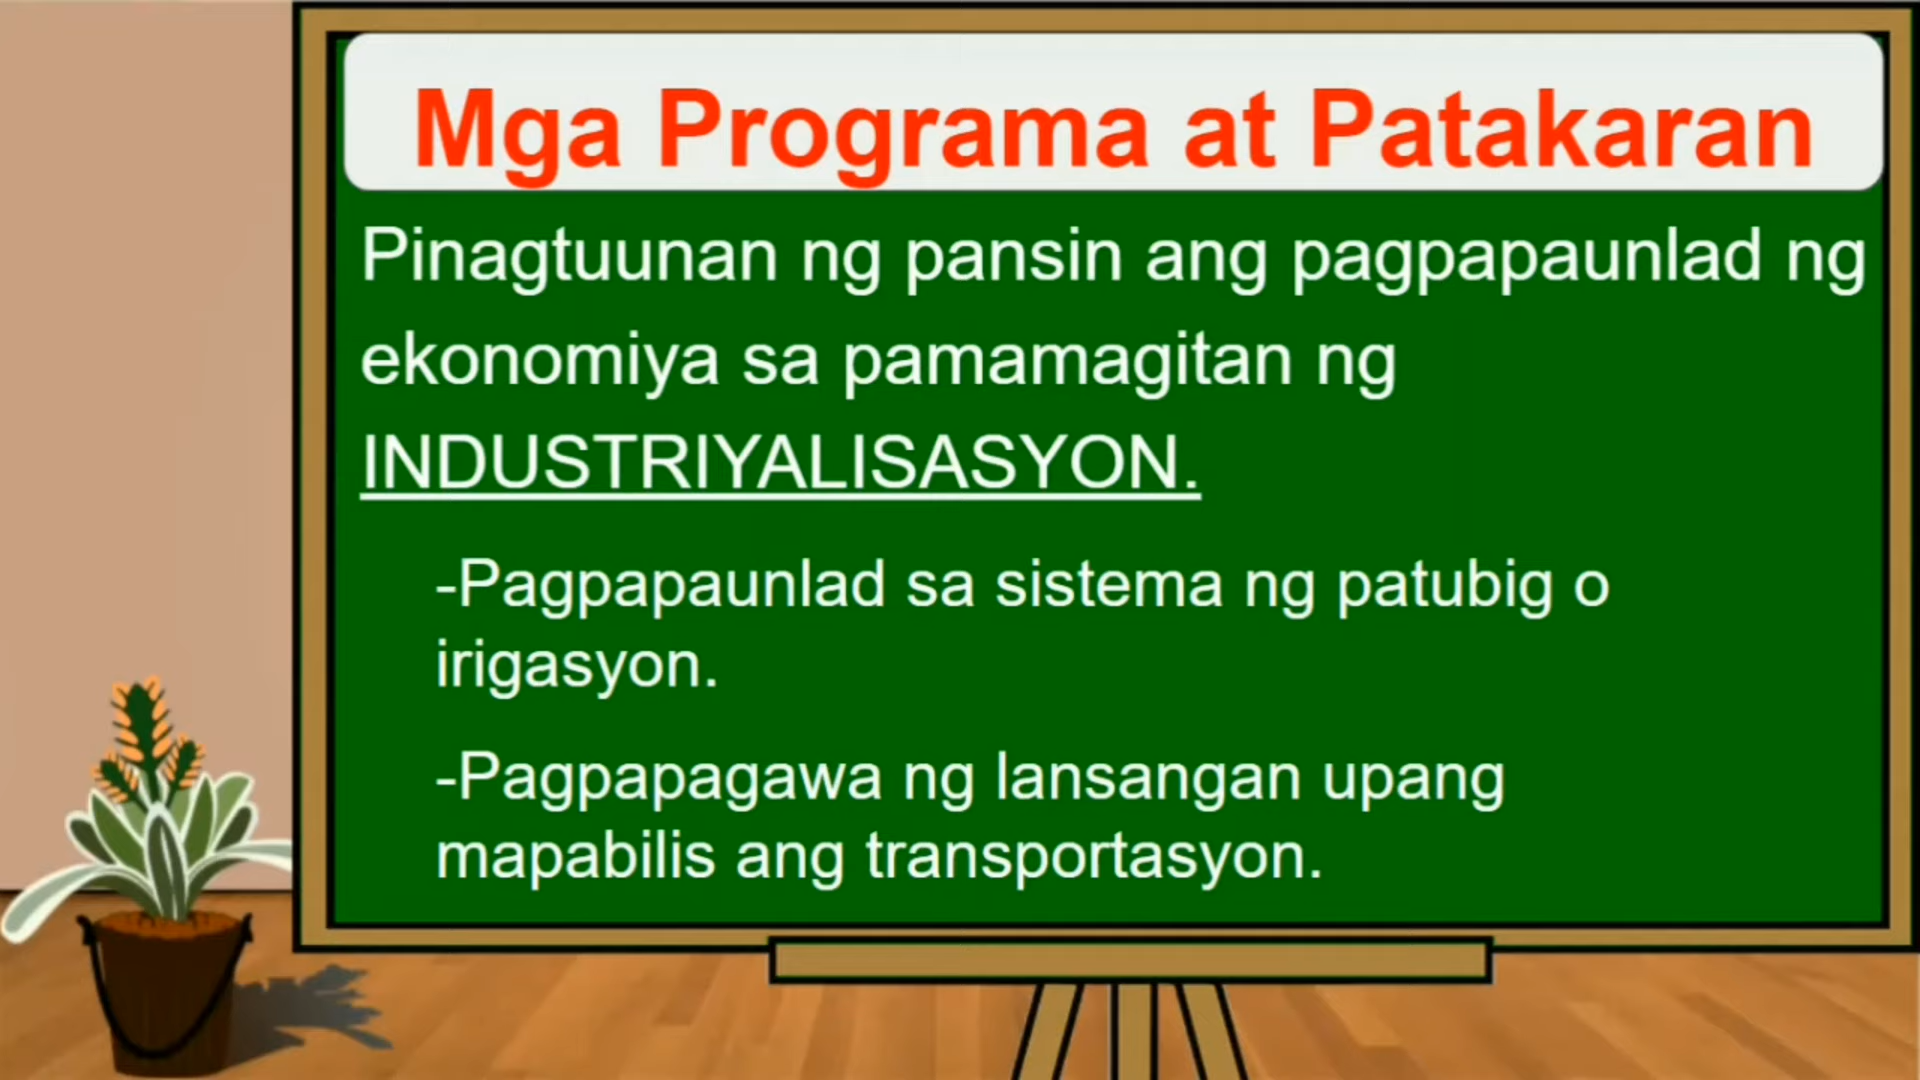 Mga Programa at Patakaran
Pinagtuunan ng pansin ang pagpapaunlad ng
ekonomiya sa pamamagitan ng
INDUSTRIYALISASYON.
-Pagpapaunlad sa sistema ng patubig o
irigasyon.
-Pagpapagawa ng lansangan upang
mapabilis ang transportasyon.